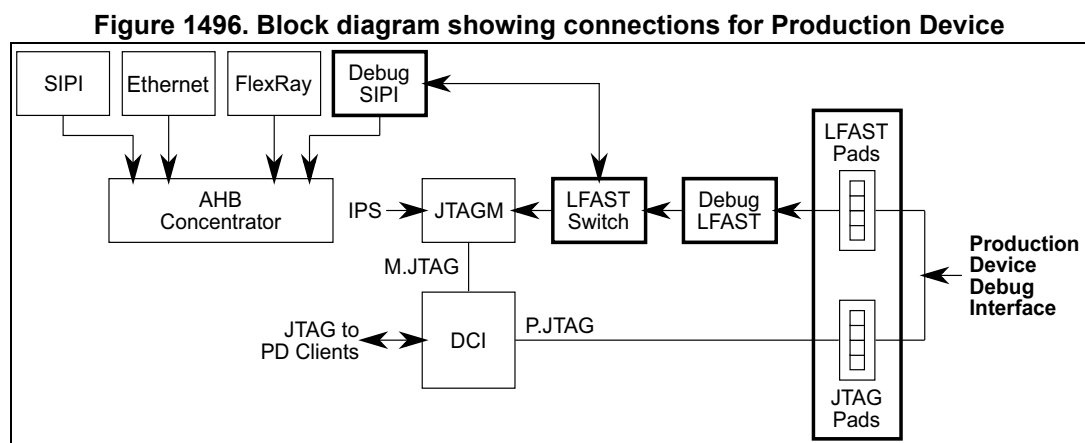 Figure 1496. Block diagram showing connections for Production Device
SIPI
Ethernet
FlexRay
Debug
SIPI
LFAST
Pads
AHB
Concentrator
IPS
JTAGM
LFAST
Switch
Debug
LFAST
Production
Device
Debug
Interface
M.JTAG
JTAG to
PD Clients
DCI
P.JTAG
JTAG
Pads